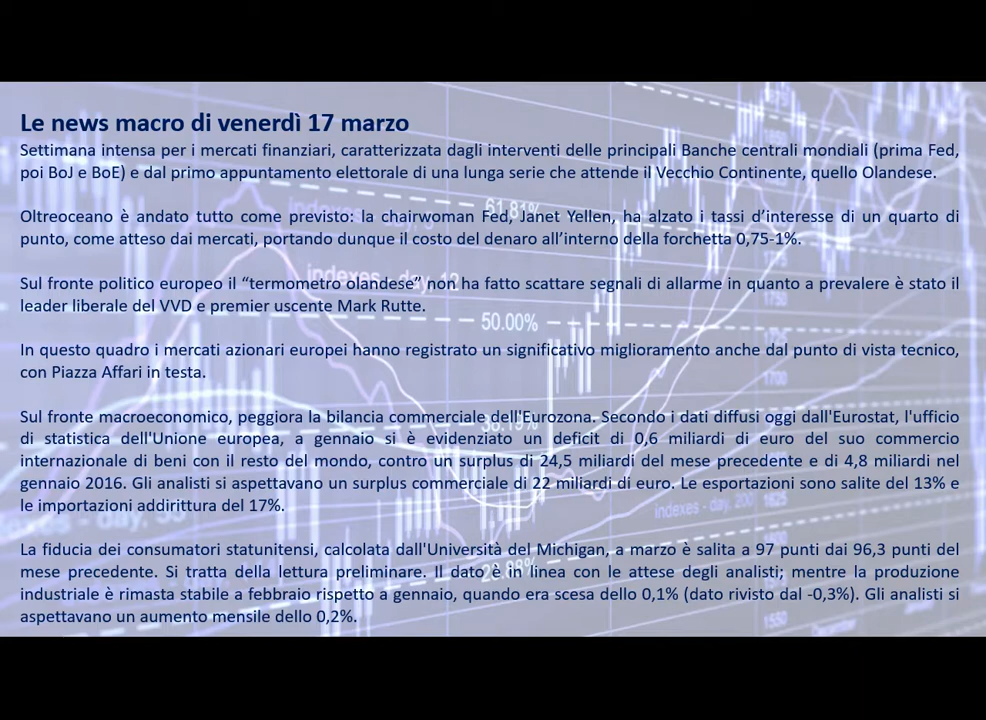 Le news macro di venerdì 17 marzo
Settimana intensa per i mercati finanziari, caratterizzata dagli interventi delle principali Banche centrali mondiali (prima Fed,
poi BoJ e BoE) e dal primo appuntamento elettorale di una lunga serie che attende il Vecchio Continente, quello Olandese.
61,81%
Oltreoceano è andato tutto come previsto: la chairwoman Fed, Janet Yellen, ha alzato i tassi d’interesse di un quarto di
punto, come atteso dai mercati, portando dunque il costo del denaro all’interno della forchetta 0,75-1%.
indexes - day, 12
Sul fronte politico europeo il “termometro olandese” non ha fatto scattare segnali di allarme in quanto a prevalere è stato il
leader liberale del VVD e premier uscente Mark Rutte.
50.00%
In questo quadro i mercati azionari europei hanno registrato un significativo miglioramento anche dal punto di vista tecnico,
con Piazza Affari in testa.
1700
Sul fronte macroeconomico, peggiora la bilancia commerciale dell'Eurozona. Secondo i dati diffusi oggi dall'Eurostat, l'ufficio
di statistica dell'Unione europea, a gennaio si è evidenziato un deficit di 0,6 miliardi di euro del suo commercio
internazionale di beni con il resto del mondo, contro un surplus di 24,5 miliardi del mese precedente e di 4,8 miliardi nel
gennaio 2016. Gli analisti si aspettavano un surplus commerciale di 22 miliardi di euro. Le esportazioni sono salite del 13% e
le importazioni addirittura del 17%.
indexes - day, 200
La fiducia dei consumatori statunitensi, calcolata dall'Università del Michigan, a marzo è salita a 97 punti dai 96,3 punti del
mese precedente. Si tratta della lettura preliminare. Il dato è in linea con le attese degli analisti; mentre la produzione
industriale è rimasta stabile a febbraio rispetto a gennaio, quando era scesa dello 0,1% (dato rivisto dal -0,3%). Gli analisti si
aspettavano un aumento mensile dello 0,2%.